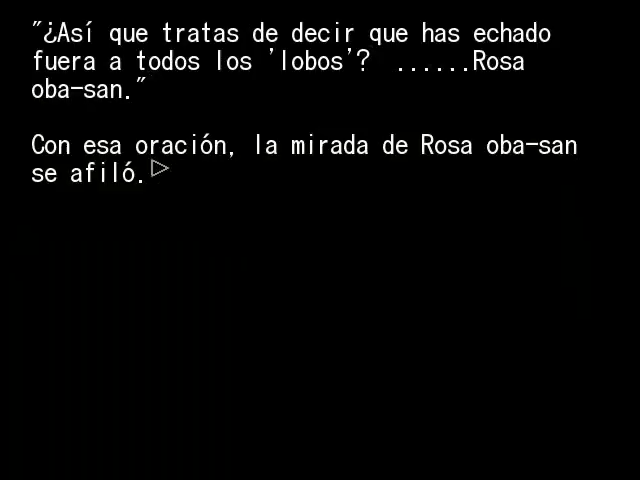 "¿Así que tratas de decir que has echado
fuera a todos los 'lobos'?  ......Rosa
oba-san."
Con esa oración, la mirada de Rosa oba-san
se afiló.